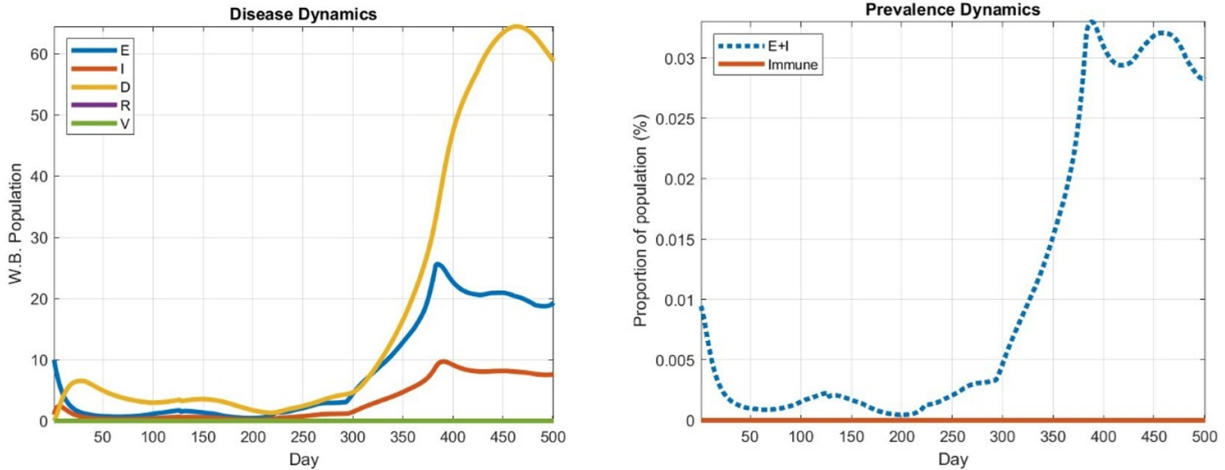 Disease Dynamics
W.B. Population
60
50
40
30
20
10
0
E
I
D
R
V
50 100 150 200 250 300 350 400 450 500
Day
Prevalence Dynamics
Proportion of population (%)
0.03
0.025
0.02
0.015
0.01
0.005
0
E+I
Immune
50 100 150 200 250 300 350 400 450 500
Day